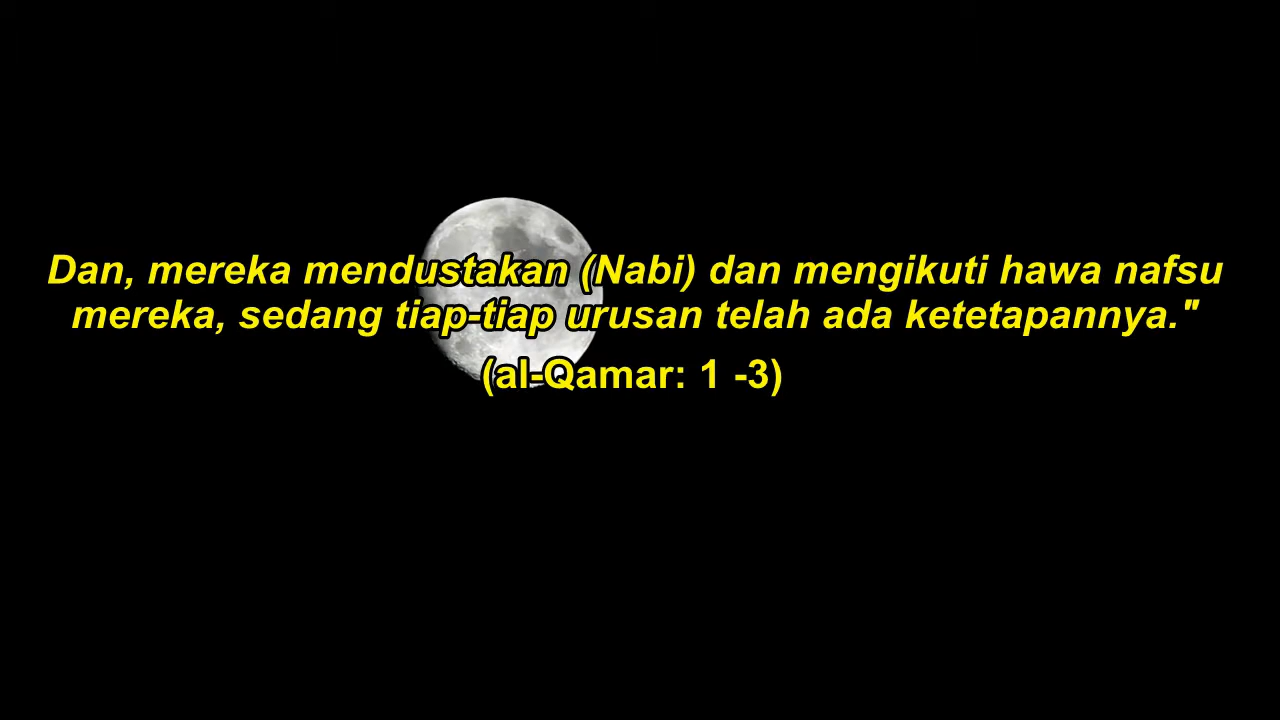 Dan, mereka mendustakan (Nabi) dan mengikuti hawa nafsu
mereka, sedang tiap-tiap urusan telah ada ketetapannya."
(al-Qamar: 1 -3)